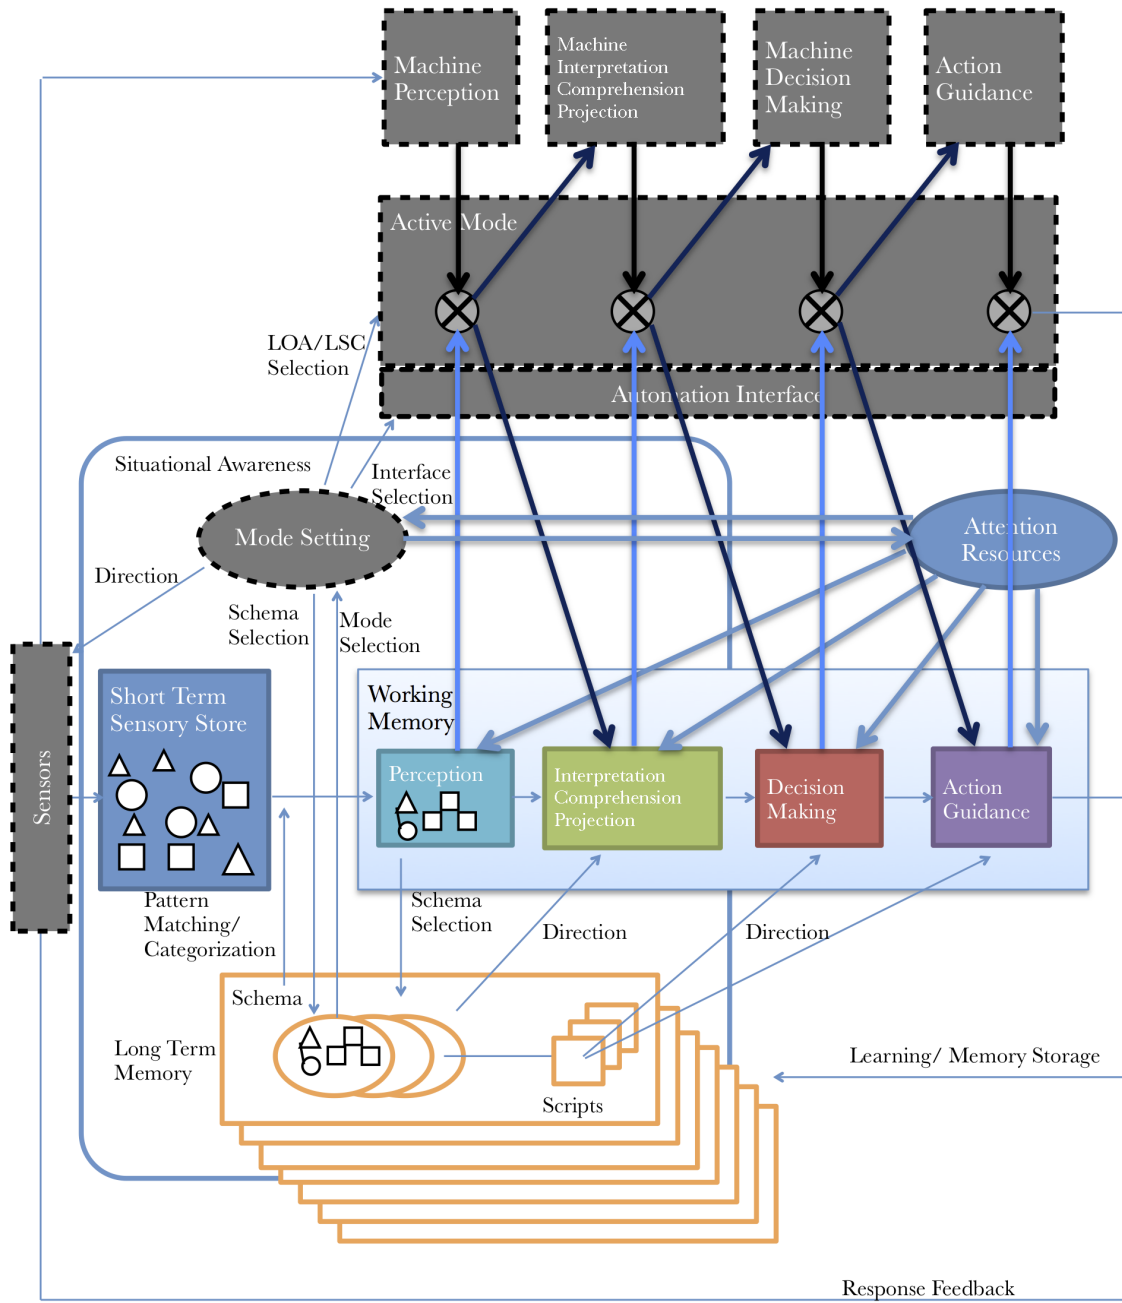 Machine
Perception
Machine
Interpretation
Comprehension
Projection
Machine
Decision
Making
Action
Guidance
Active Mode
LOA/LSC
Selection
Automation Interface
Situational Awareness
Interface
Selection
Mode Setting
Attention
Resources
Direction
Schema
Selection
Mode
Selection
Sensors
Short Term
Sensory Store
Working
Memory
Perception
Interpretation
Comprehension
Projection
Decision
Making
Action
Guidance
Pattern
Matching/
Categorization
Schema
Selection
Direction
Direction
Schema
Long Term
Memory
Scripts
Learning/ Memory Storage
Response Feedback